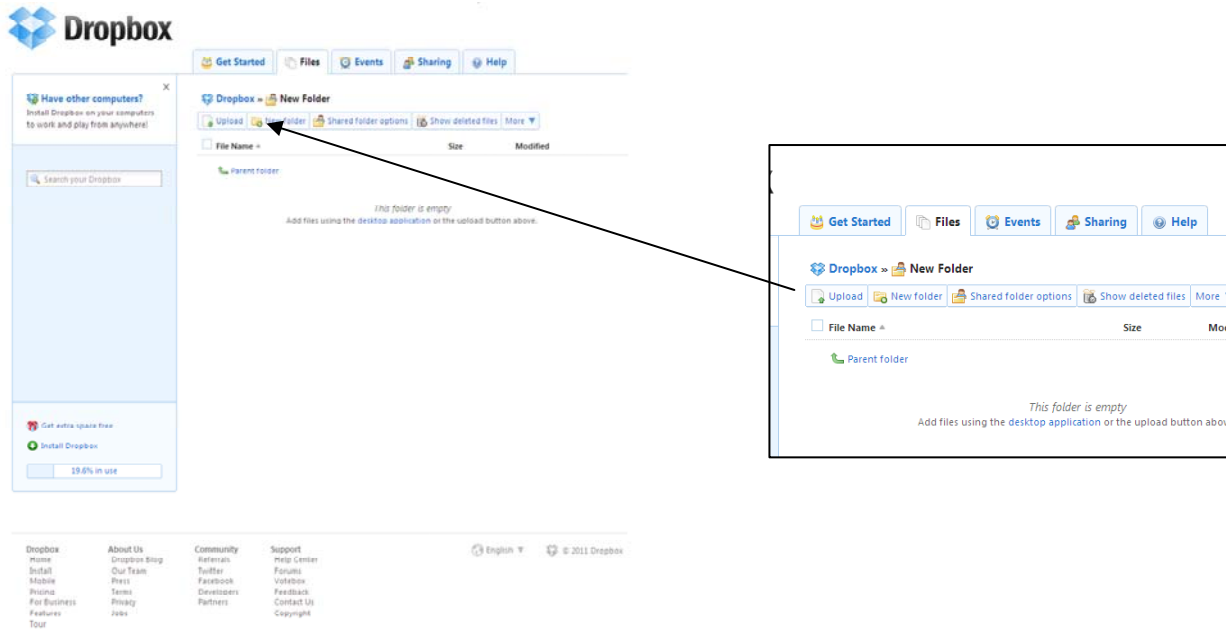 Dropbox
Get Started Files Events Sharing Help
X
Have other computers?
Install Dropbox on your computers
to work and play from anywhere!
Dropbox » New Folder
Upload New folder Shared folder options Show deleted files More ▼
File Name Size Modified
Parent folder
Search your Dropbox
This folder is empty
Add files using the desktop application or the upload button above.
Get extra space free
Install Dropbox
19.6% in use
Dropbox About Us Community Support English ▼ © 2011 Dropbox
Home Dropbox Blog Referrals Help Center
Install Our Team Twitter Forums
Mobile Press Facebook Votebox
Pricing Terms Developers Feedback
For Business Privacy Partners Contact Us
Features Jobs Copyright
Tour
Get Started Files Events Sharing Help
Dropbox » New Folder
Upload New folder Shared folder options Show deleted files More
File Name Size
Parent folder
This folder is empty
Add files using the desktop application or the upload button